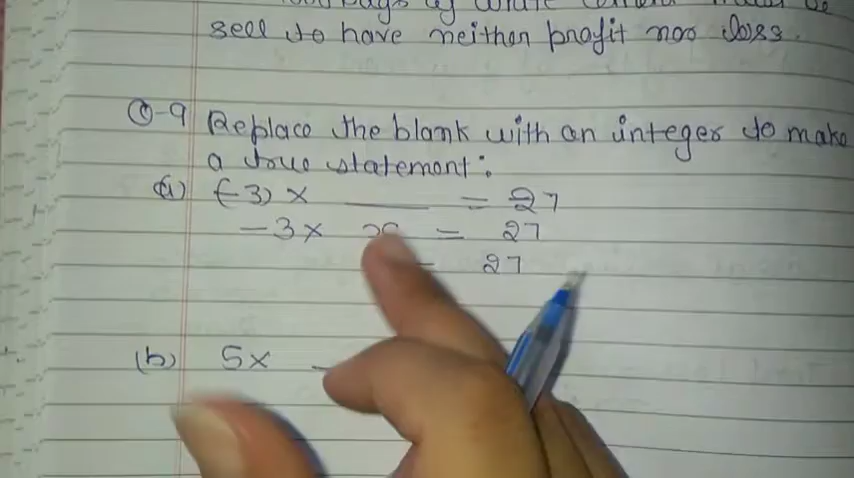 sell to have neither profit nor loss.
Q-9 Replace the blank with an integer to make
a true statement:
(a) (-3) x ____ = 27
-3 x = 27
= 27
(b) 5x